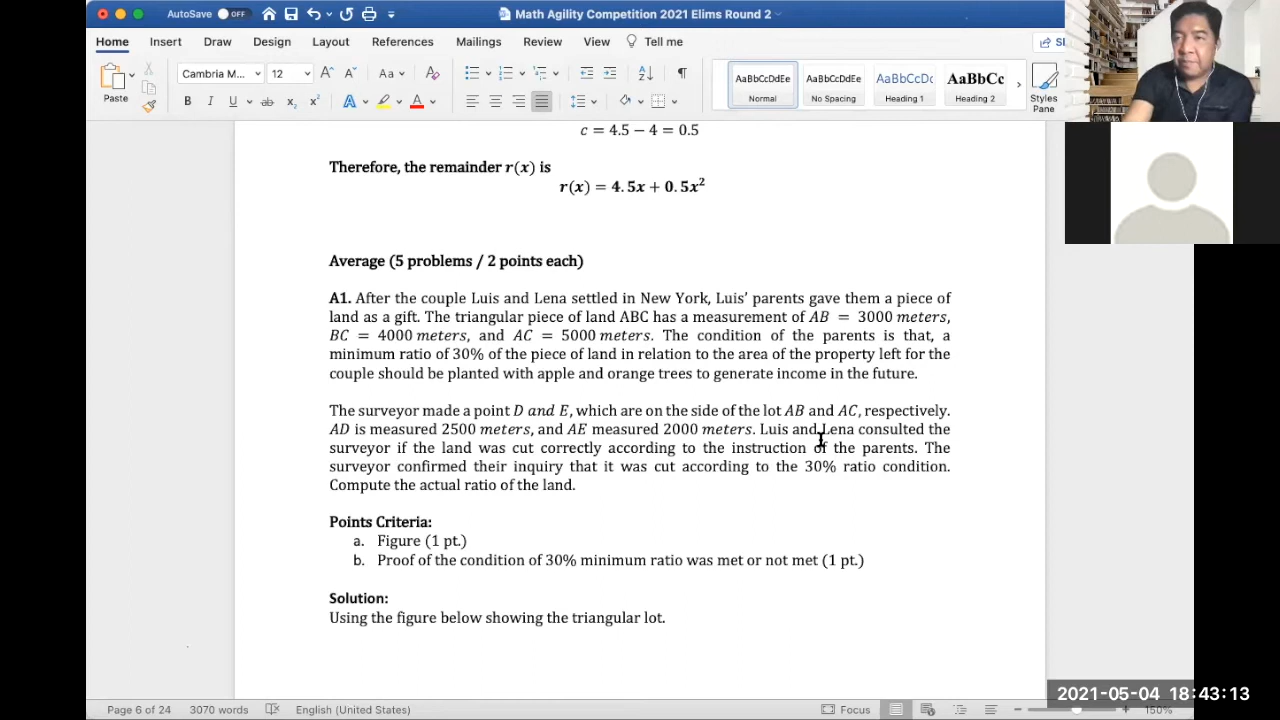 AutoSave OFF
Math Agility Competition 2021 Elims Round 2
Home Insert Draw Design Layout References Mailings Review View Tell me
Paste
Cambria M... 12
AaBbCcDdEe AaBbCcDdEe AaBbCcDc AaBbCc
Normal No Spacing Heading 1 Heading 2 Styles Pane
c = 4.5 − 4 = 0.5
Therefore, the remainder r(x) is
r(x) = 4.5x + 0.5x²
Average (5 problems / 2 points each)
A1. After the couple Luis and Lena settled in New York, Luis' parents gave them a piece of
land as a gift. The triangular piece of land ABC has a measurement of AB = 3000 meters,
BC = 4000 meters, and AC = 5000 meters. The condition of the parents is that, a
minimum ratio of 30% of the piece of land in relation to the area of the property left for the
couple should be planted with apple and orange trees to generate income in the future.
The surveyor made a point D and E, which are on the side of the lot AB and AC, respectively.
AD is measured 2500 meters, and AE measured 2000 meters. Luis and Lena consulted the
surveyor if the land was cut correctly according to the instruction of the parents. The
surveyor confirmed their inquiry that it was cut according to the 30% ratio condition.
Compute the actual ratio of the land.
Points Criteria:
a. Figure (1 pt.)
b. Proof of the condition of 30% minimum ratio was met or not met (1 pt.)
Solution:
Using the figure below showing the triangular lot.
Page 6 of 24 3070 words English (United States) Focus 150%
2021-05-04 18:43:13